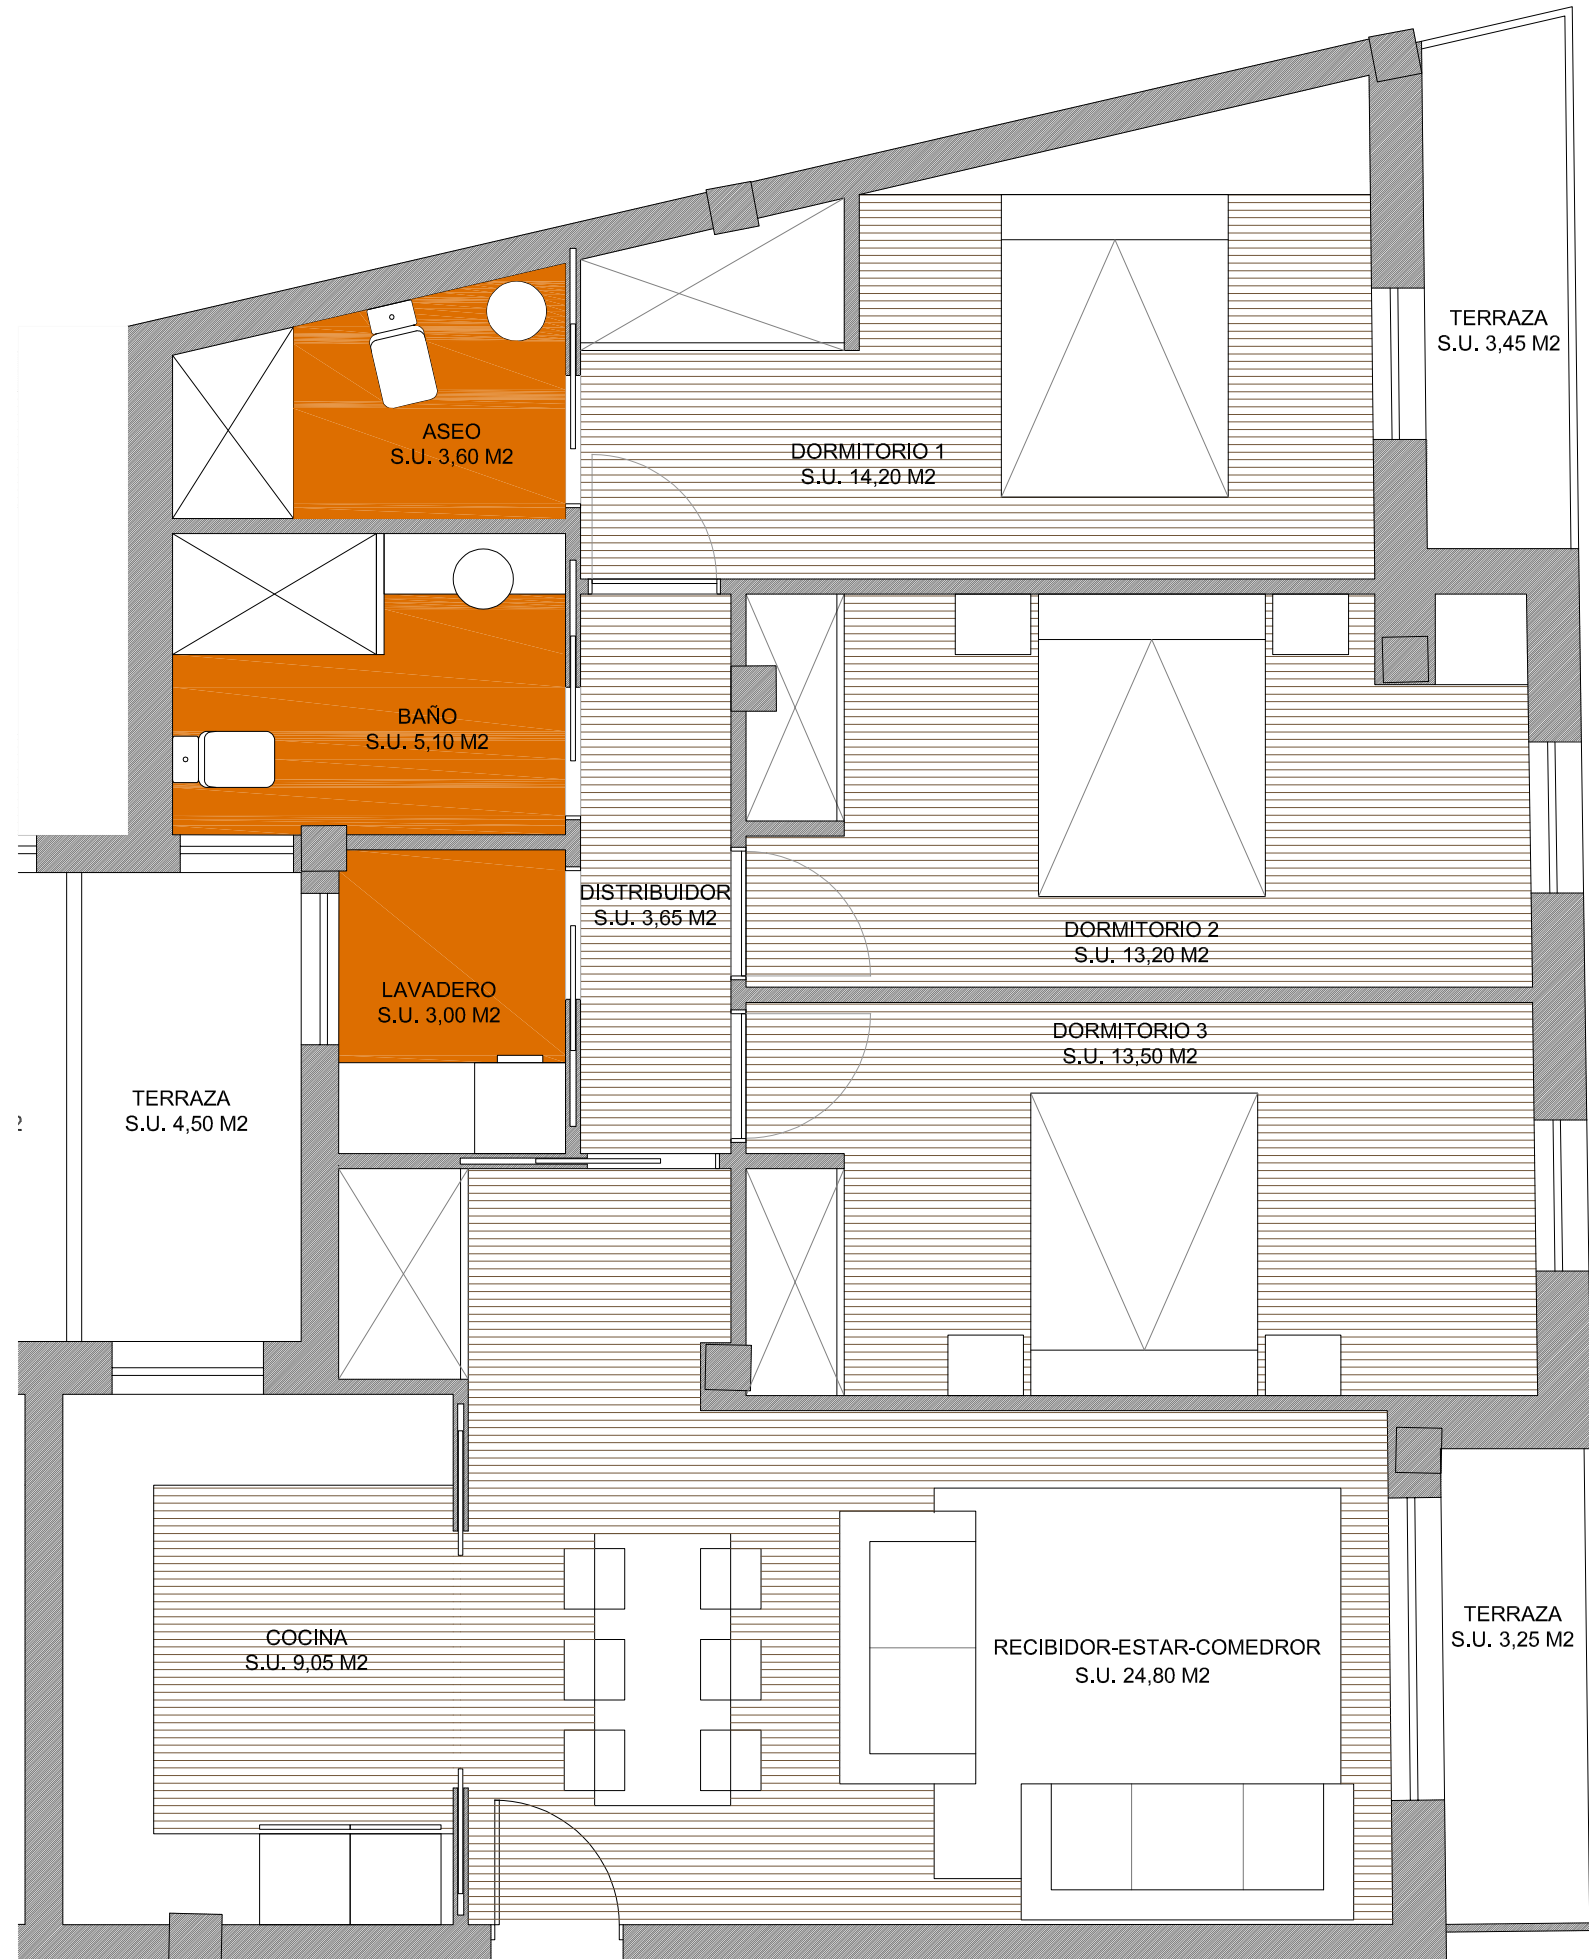 TERRAZA
S.U. 3,45 M2
ASEO
S.U. 3,60 M2
DORMITORIO 1
S.U. 14,20 M2
BAÑO
S.U. 5,10 M2
DISTRIBUIDOR
S.U. 3,65 M2
DORMITORIO 2
S.U. 13,20 M2
LAVADERO
S.U. 3,00 M2
DORMITORIO 3
S.U. 13,50 M2
TERRAZA
S.U. 4,50 M2
2
COCINA
S.U. 9,05 M2
RECIBIDOR-ESTAR-COMEDROR
S.U. 24,80 M2
TERRAZA
S.U. 3,25 M2